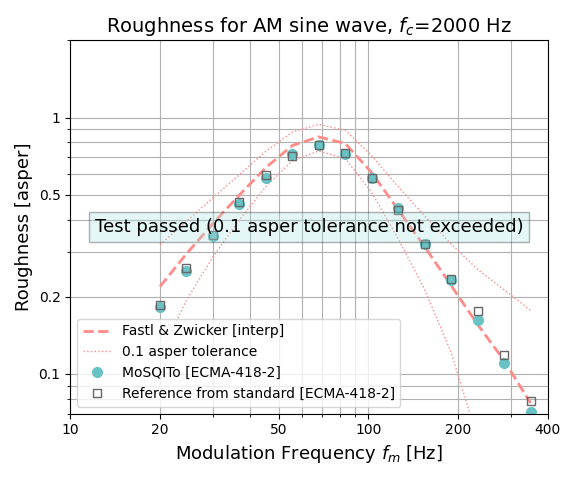 Roughness for AM sine wave, f_c=2000 Hz
Roughness [asper]
1
0.5
0.2
0.1
Test passed (0.1 asper tolerance not exceeded)
Fastl & Zwicker [interp]
0.1 asper tolerance
MoSQITo [ECMA-418-2]
Reference from standard [ECMA-418-2]
10 20 50 100 200 400
Modulation Frequency f_m [Hz]